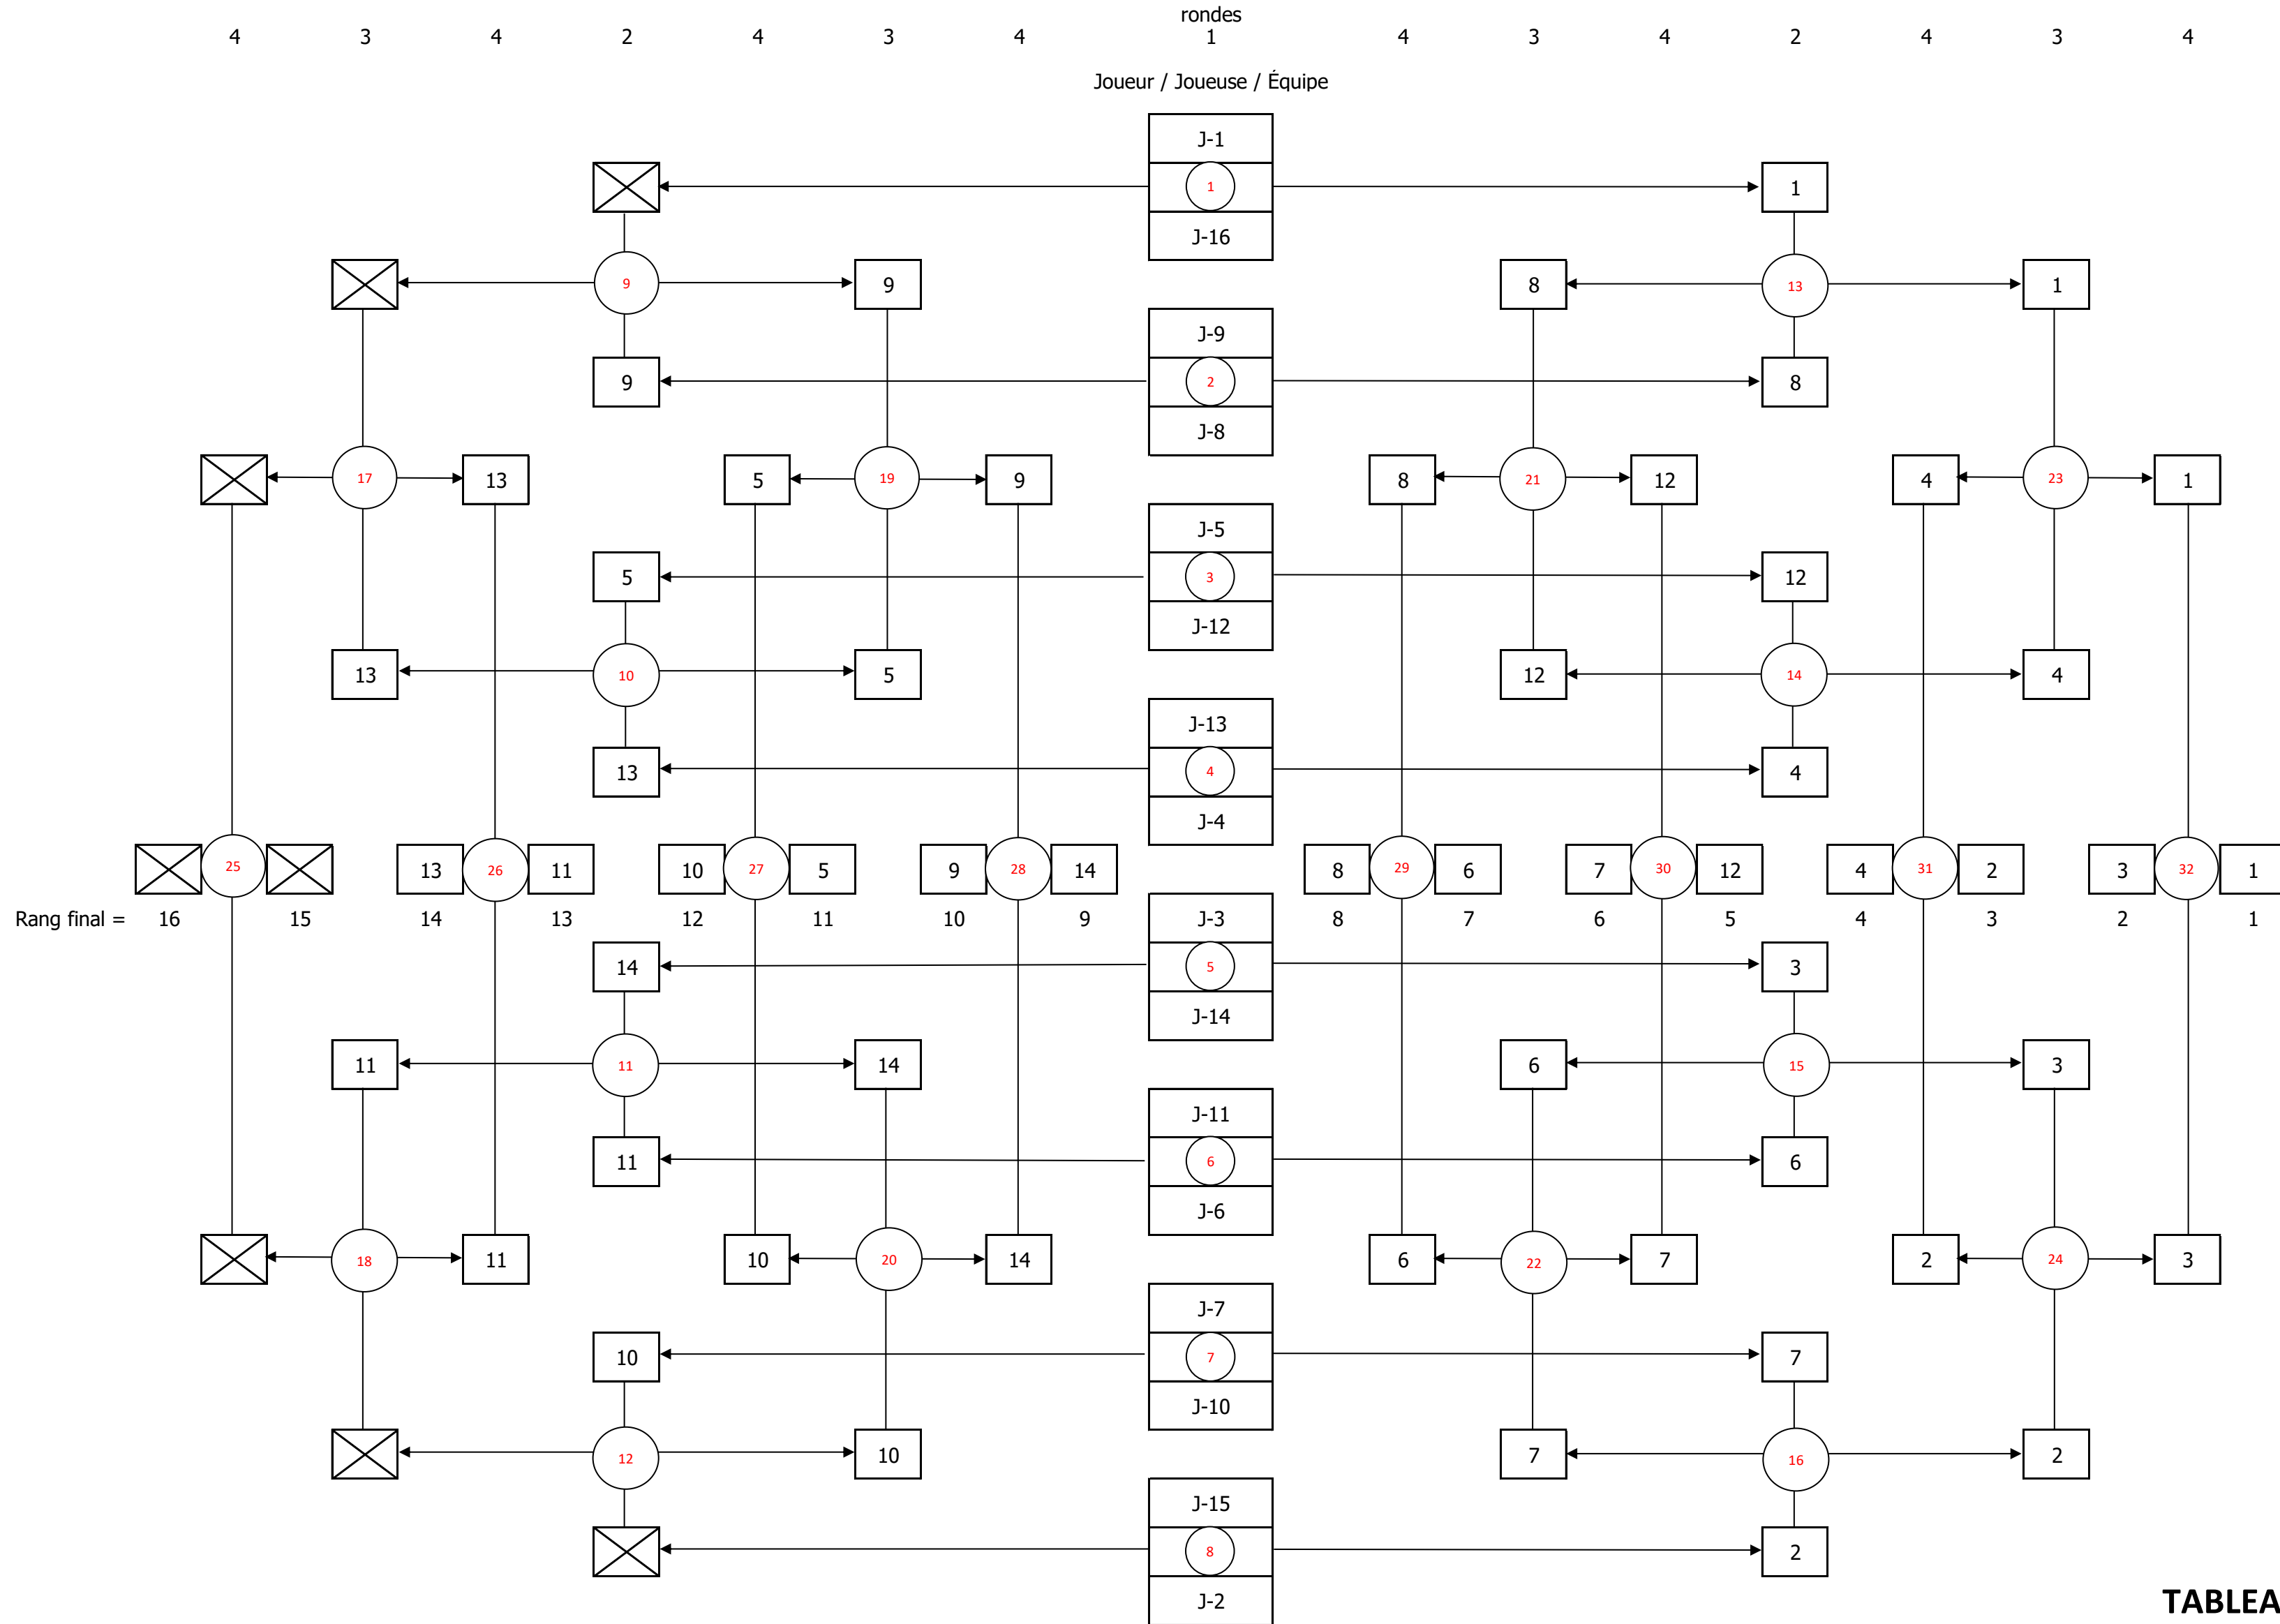 rondes
4 3 4 2 4 3 4 1 4 3 4 2 4 3 4
Joueur / Joueuse / Équipe
J-1
1 1
J-16
9 9 8 13 1
J-9
9 2 8
J-8
17 13 5 19 9 8 21 12 4 23 1
J-5
5 3 12
J-12
13 10 5 12 14 4
J-13
13 4 4
J-4
25 13 26 11 10 27 5 9 28 14 8 29 6 7 30 12 4 31 2 3 32 1
Rang final = 16 15 14 13 12 11 10 9 8 7 6 5 4 3 2 1
J-3
14 5 3
J-14
11 11 14 6 15 3
J-11
11 6 6
J-6
18 11 10 20 14 6 22 7 2 24 3
J-7
10 7 7
J-10
12 10 7 16 2
J-15
8 2
J-2
TABLEA